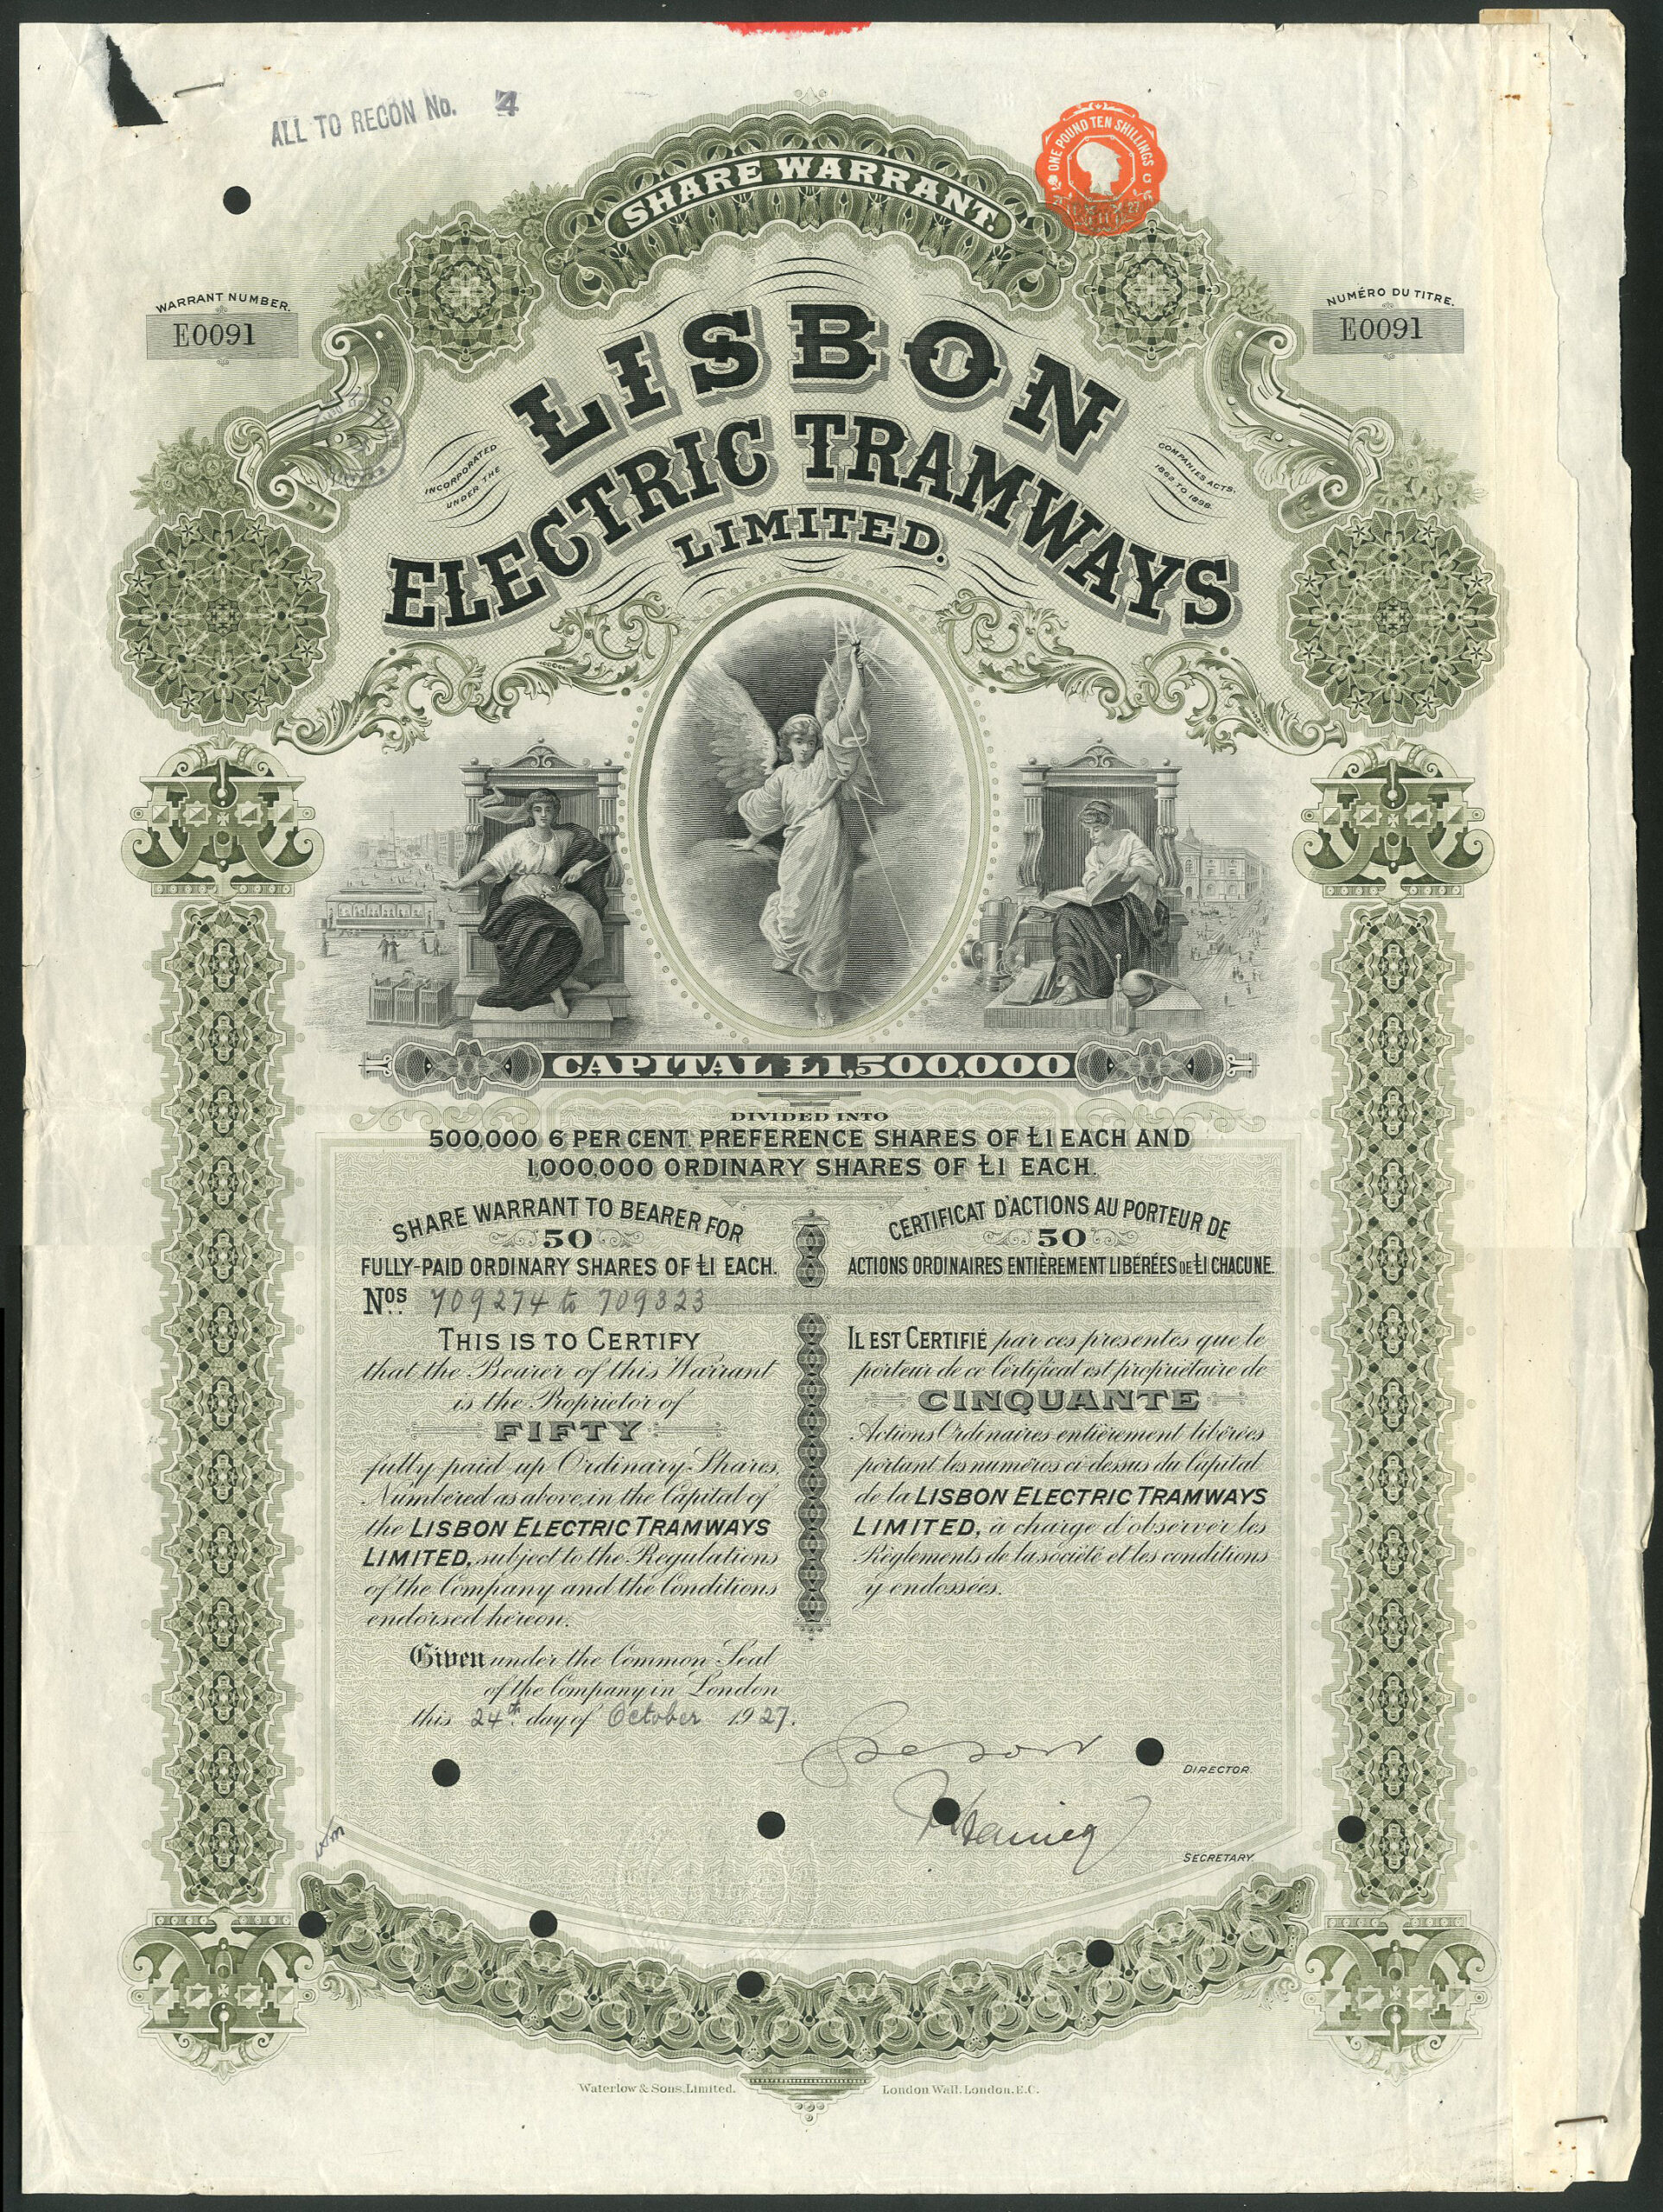 ALL TO RECON No. 4
SHARE WARRANT.
ONE POUND TEN SHILLINGS
WARRANT NUMBER.
E0091
NUMÉRO DU TITRE.
E0091
LISBON
ELECTRIC TRAMWAYS
LIMITED.
INCORPORATED
UNDER THE
COMPANIES ACTS.
1862 TO 1898.
CAPITAL £1,500,000
DIVIDED INTO
500,000 6 PER CENT. PREFERENCE SHARES OF £1 EACH AND
1,000,000 ORDINARY SHARES OF £1 EACH.
SHARE WARRANT TO BEARER FOR
50
FULLY-PAID ORDINARY SHARES OF £1 EACH.
Nos. 709274 to 709323
THIS IS TO CERTIFY
that the Bearer of this Warrant
is the Proprietor of
FIFTY
fully paid up Ordinary Shares,
Numbered as above, in the Capital of
the LISBON ELECTRIC TRAMWAYS
LIMITED, subject to the Regulations
of the Company and the Conditions
endorsed hereon.
Given under the Common Seal
of the Company in London
this 24th. day of October 1927.
CERTIFICAT D'ACTIONS AU PORTEUR DE
50
ACTIONS ORDINAIRES ENTIÈREMENT LIBÉRÉES DE £1 CHACUNE.
IL EST CERTIFIÉ par ces presentes que le
porteur de ce Certificat est propriétaire de
CINQUANTE
Actions Ordinaires entièrement libérées
portant les numéros ci-dessus du Capital
de la LISBON ELECTRIC TRAMWAYS
LIMITED, à charge d'observer les
Règlements de la société et les conditions
y endossées.
DIRECTOR.
SECRETARY.
Waterlow & Sons, Limited.
London Wall, London, E.C.